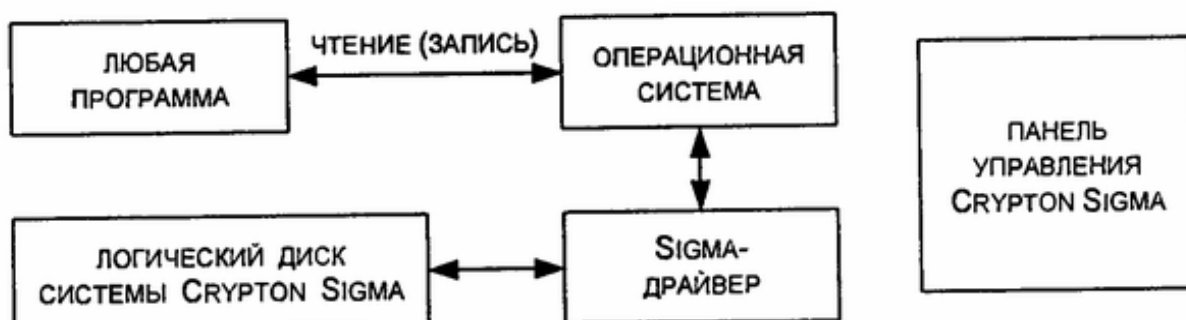 ЛЮБАЯ
ПРОГРАММА
ЧТЕНИЕ (ЗАПИСЬ)
ОПЕРАЦИОННАЯ
СИСТЕМА
ПАНЕЛЬ
УПРАВЛЕНИЯ
CRYPTON SIGMA
ЛОГИЧЕСКИЙ ДИСК
СИСТЕМЫ CRYPTON SIGMA
SIGMA-
ДРАЙВЕР